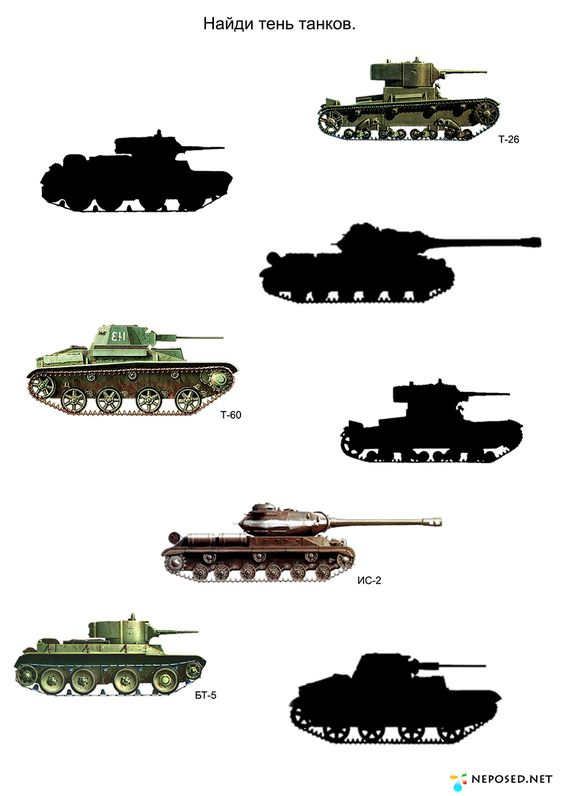 Найди тень танков.
Т-26
Т-60
ИС-2
БТ-5
NEPOSED.NET